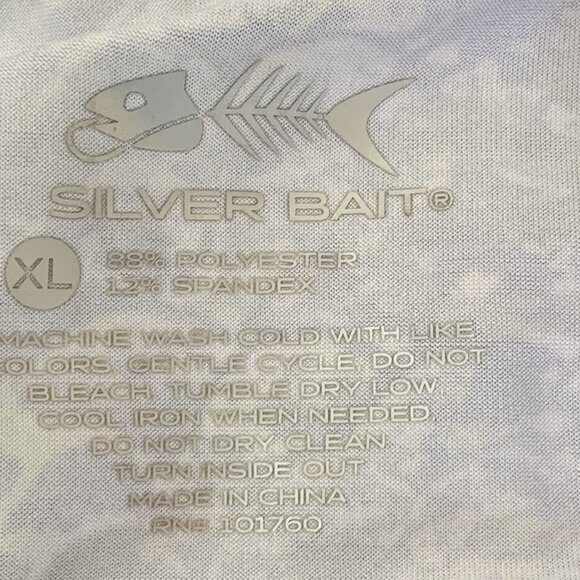 SILVER BAIT®
XL
88% POLYESTER
12% SPANDEX
MACHINE WASH COLD WITH LIKE
COLORS. GENTLE CYCLE. DO NOT
BLEACH. TUMBLE DRY LOW.
COOL IRON WHEN NEEDED.
DO NOT DRY CLEAN
TURN INSIDE OUT
MADE IN CHINA
RN# 101760